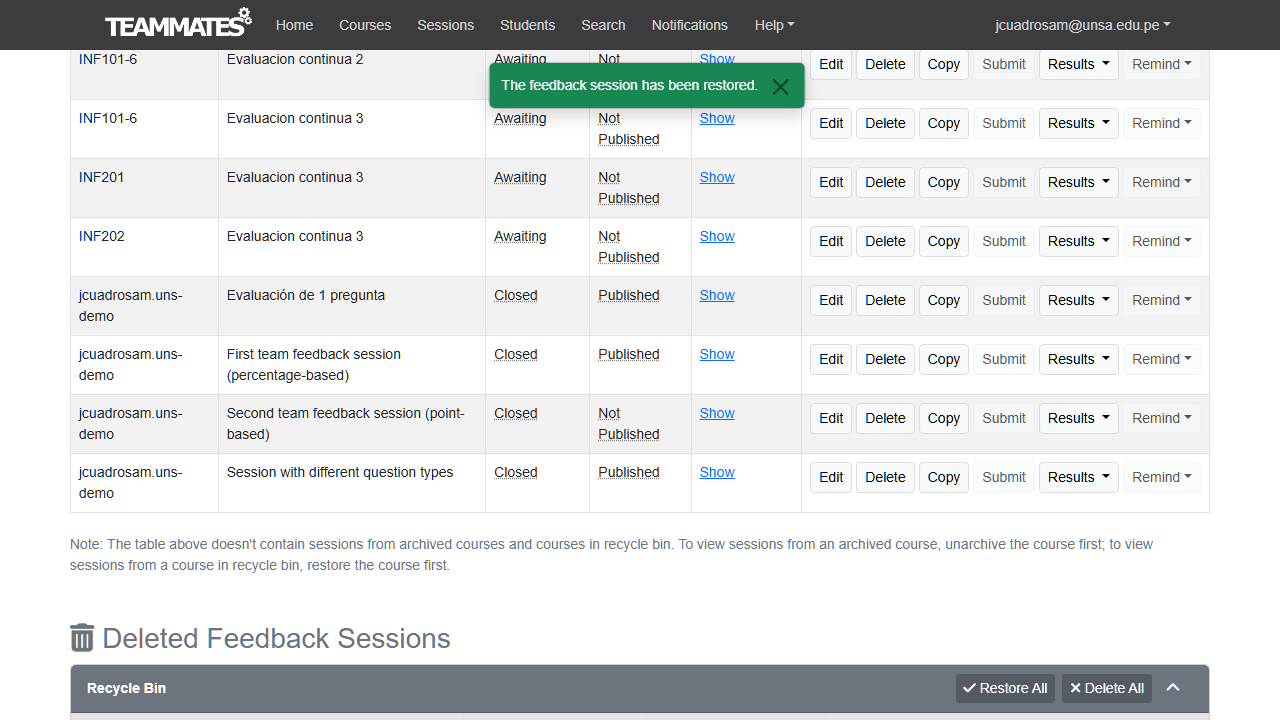 TEAMMATES Home Courses Sessions Students Search Notifications Help jcuadrosam@unsa.edu.pe
INF101-6 Evaluacion continua 2 Awaiting Not Show Edit Delete Copy Submit Results Remind
The feedback session has been restored.
INF101-6 Evaluacion continua 3 Awaiting Not Published Show Edit Delete Copy Submit Results Remind
INF201 Evaluacion continua 3 Awaiting Not Published Show Edit Delete Copy Submit Results Remind
INF202 Evaluacion continua 3 Awaiting Not Published Show Edit Delete Copy Submit Results Remind
jcuadrosam.uns-demo Evaluación de 1 pregunta Closed Published Show Edit Delete Copy Submit Results Remind
jcuadrosam.uns-demo First team feedback session (percentage-based) Closed Published Show Edit Delete Copy Submit Results Remind
jcuadrosam.uns-demo Second team feedback session (point-based) Closed Not Published Show Edit Delete Copy Submit Results Remind
jcuadrosam.uns-demo Session with different question types Closed Published Show Edit Delete Copy Submit Results Remind
Note: The table above doesn't contain sessions from archived courses and courses in recycle bin. To view sessions from an archived course, unarchive the course first; to view
sessions from a course in recycle bin, restore the course first.
Deleted Feedback Sessions
Recycle Bin Restore All Delete All